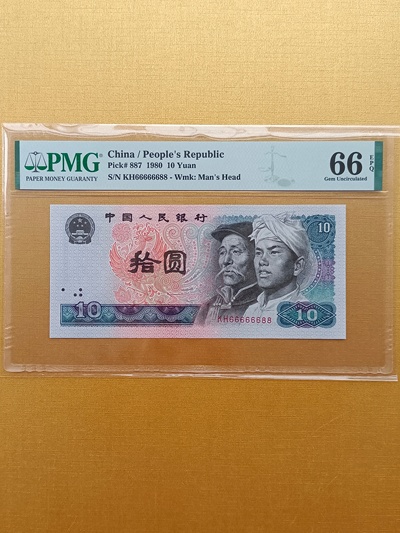 PMG
PAPER MONEY GUARANTY
China / People's Republic
Pick# 887 1980 10 Yuan
S/N KH66666688 - Wmk: Man's Head
66 EPQ
Gem Uncirculated
中国人民银行
10
拾圆
KH66666688
10
10